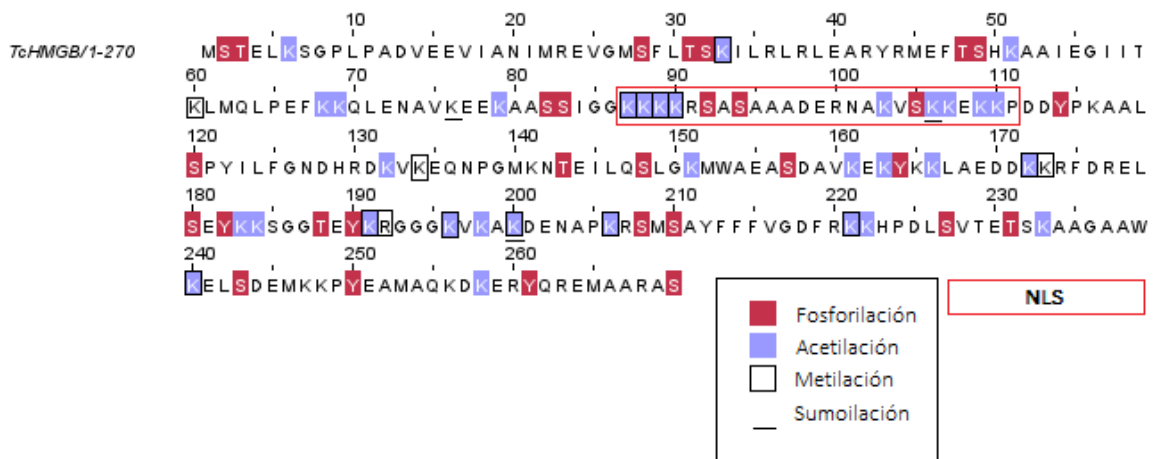 10 20 30 40 50
TcHMGB/1-270 MSTELKSGPLPADVEEVIANIMREVGMSFLTSKILRLRLEARYRMEFTSHKAAIEGIIT
60 70 80 90 100 110
KLMQLPEFKKQLENAVKEEKAASSIGGKKKKRSASAAADERNAKVSKKEKKPDDYPKAAL
120 130 140 150 160 170
SPYILFGNDHRDKVKEQNPGMKNTEILQSLGKMWAEASDAVKEKYKKLAEDDKKRFDREL
180 190 200 210 220 230
SEYKKSGGTEYKRGGGKVKAKDENAPKRSMSAYFFFVGDFRKKHPDLSVTETSKAAGAAW
240 250 260
KELSDEMKKPYEAMAQKDKERYQREMAARAS
NLS
Fosforilación
Acetilación
Metilación
Sumoilación